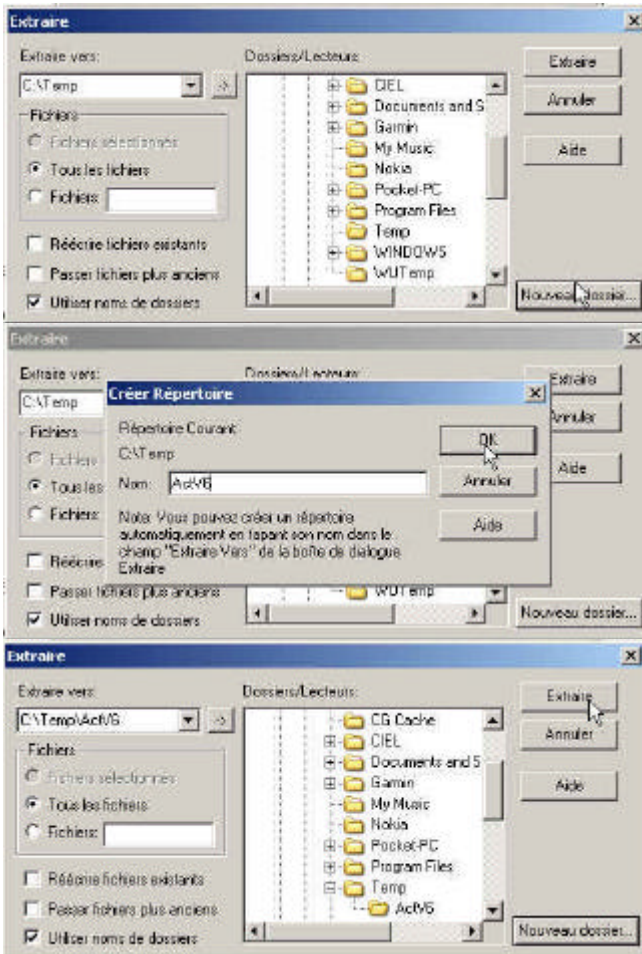 Extraire
Extraire vers:
Dossiers/Lecteurs:
Extraire
C:\Temp
CIEL
Annuler
Documents and S
Fichiers
Garmin
Fichiers sélectionnés
My Music
Aide
Tous les fichiers
Nokia
Fichiers:
Pocket-PC
Program Files
Temp
Réécrire fichiers existants
WINDOWS
Passer fichiers plus anciens
WUTemp
Utiliser noms de dossiers
Nouveau dossier...
Extraire
Extraire vers:
Dossiers/Lecteurs:
Extraire
C:\Temp
Créer Répertoire
Annuler
Fichiers
Répertoire Courant
OK
Fichiers
C:\Temp
Aide
Tous les
Nom:
ActV6
Annuler
Fichiers:
Note: Vous pouvez créer un répertoire
Aide
automatiquement en tapant son nom dans le
champ "Extraire Vers" de la boîte de dialogue
Réécrire
Extraire
Passer fichiers plus anciens
WUTemp
Utiliser noms de dossiers
Nouveau dossier...
Extraire
Extraire vers:
Dossiers/Lecteurs:
Extraire
C:\Temp\ActV6
CG Cache
Annuler
CIEL
Fichiers
Documents and S
Fichiers sélectionnés
Garmin
Aide
Tous les fichiers
My Music
Fichiers:
Nokia
Pocket-PC
Program Files
Réécrire fichiers existants
Temp
Passer fichiers plus anciens
ActV6
Utiliser noms de dossiers
Nouveau dossier...